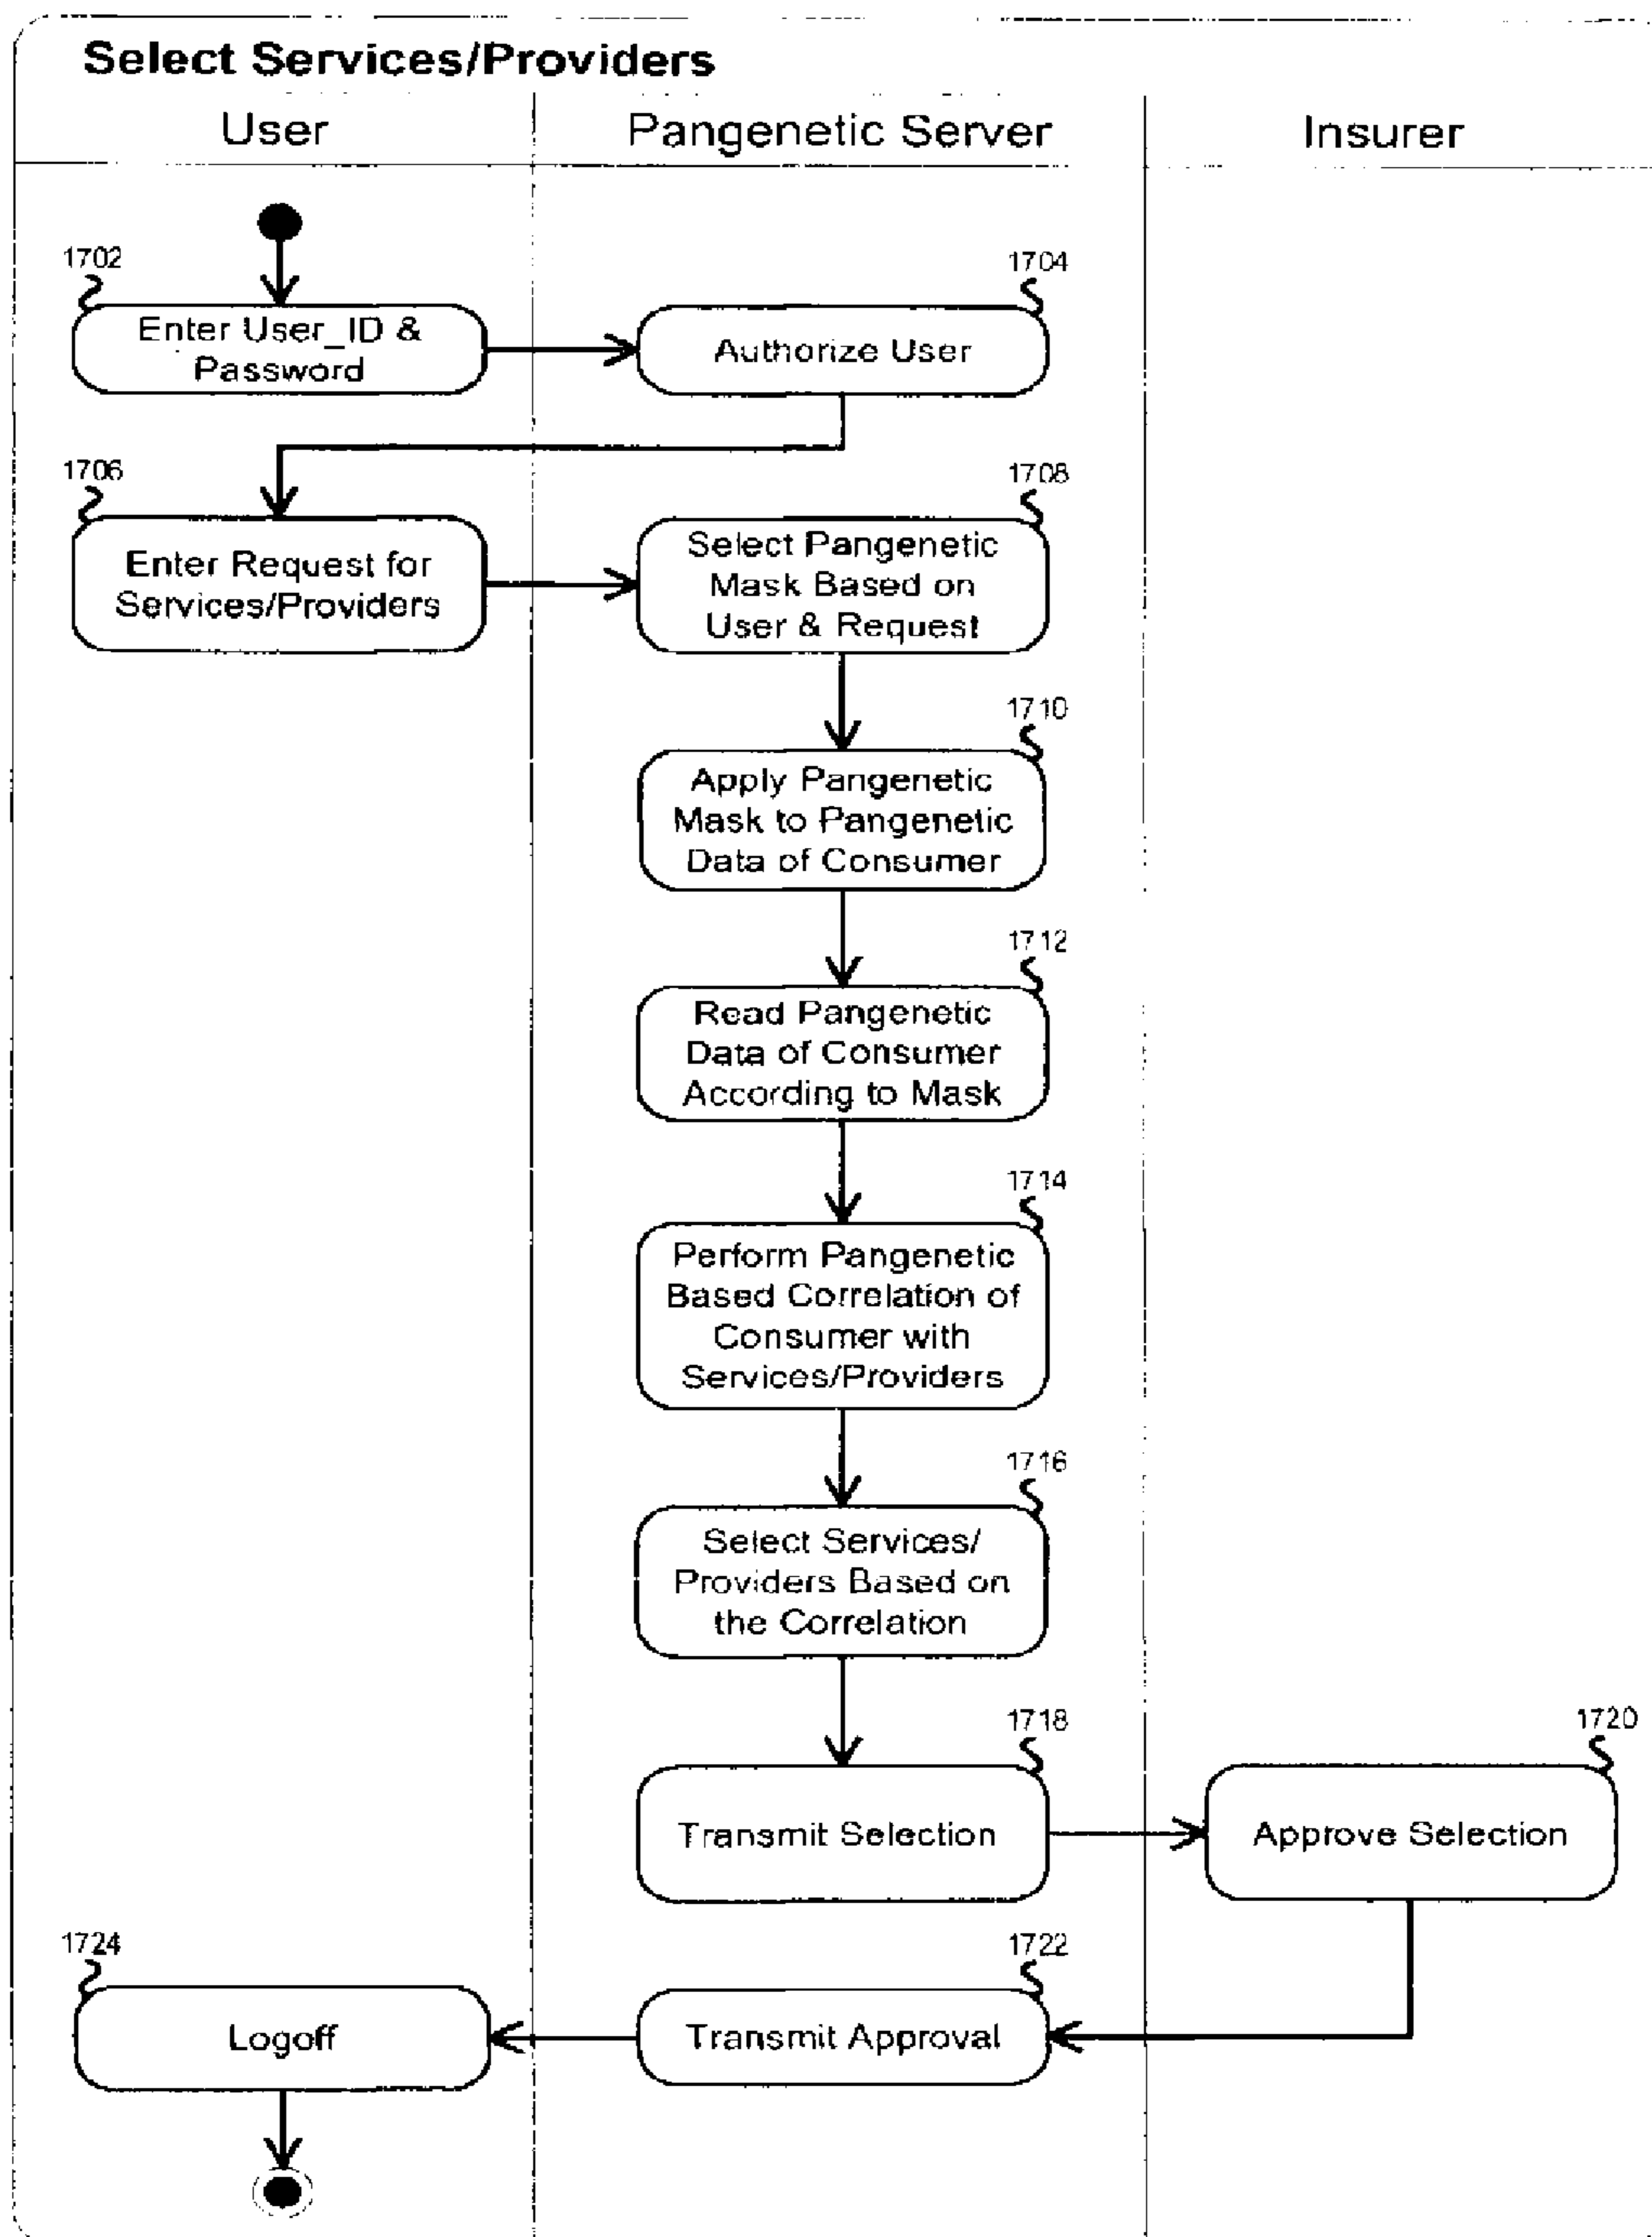 Select Services/Providers
User
Pangenetic Server
Insurer
1702
Enter User_ID &
Password
1704
Authorize User
1706
Enter Request for
Services/Providers
1708
Select Pangenetic
Mask Based on
User & Request
1710
Apply Pangenetic
Mask to Pangenetic
Data of Consumer
1712
Read Pangenetic
Data of Consumer
According to Mask
1714
Perform Pangenetic
Based Correlation of
Consumer with
Services/Providers
1716
Select Services/
Providers Based on
the Correlation
1718
Transmit Selection
1720
Approve Selection
1722
Transmit Approval
1724
Logoff